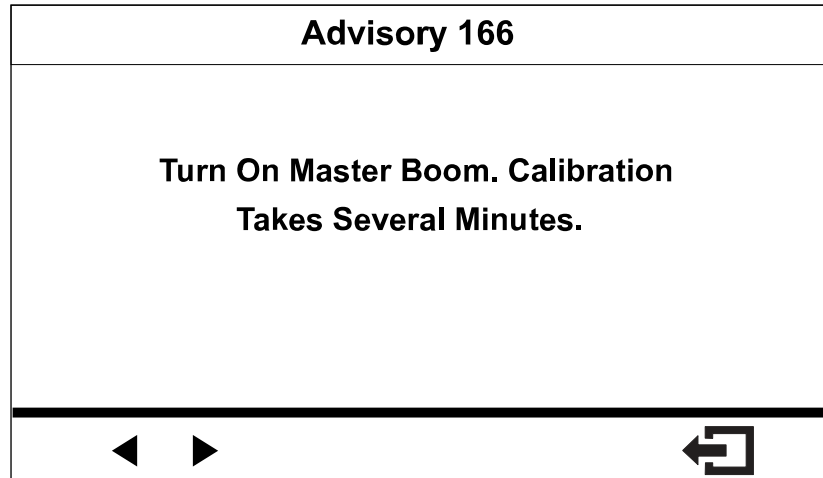 Advisory 166
Turn On Master Boom. Calibration
Takes Several Minutes.